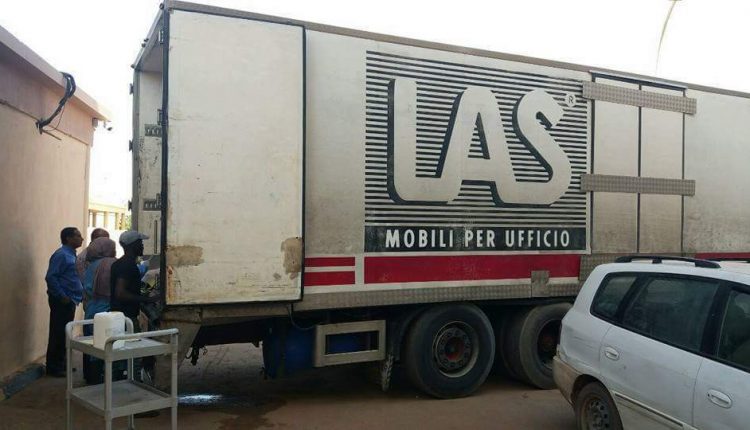 LAS®
MOBILI PER UFFICIO